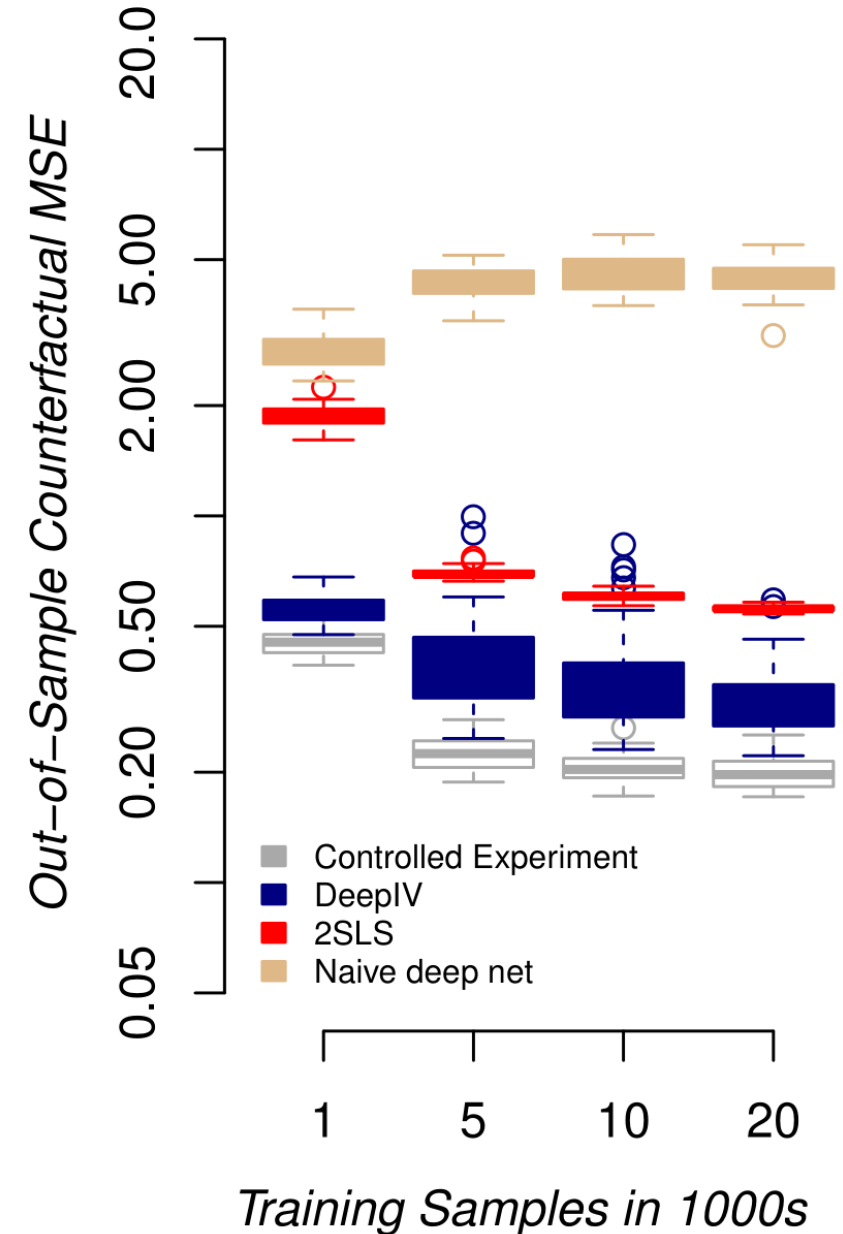 Out−of−Sample Counterfactual MSE
20.0
5.00
2.00
0.50
0.20
0.05
Controlled Experiment
DeepIV
2SLS
Naive deep net
1 5 10 20
Training Samples in 1000s